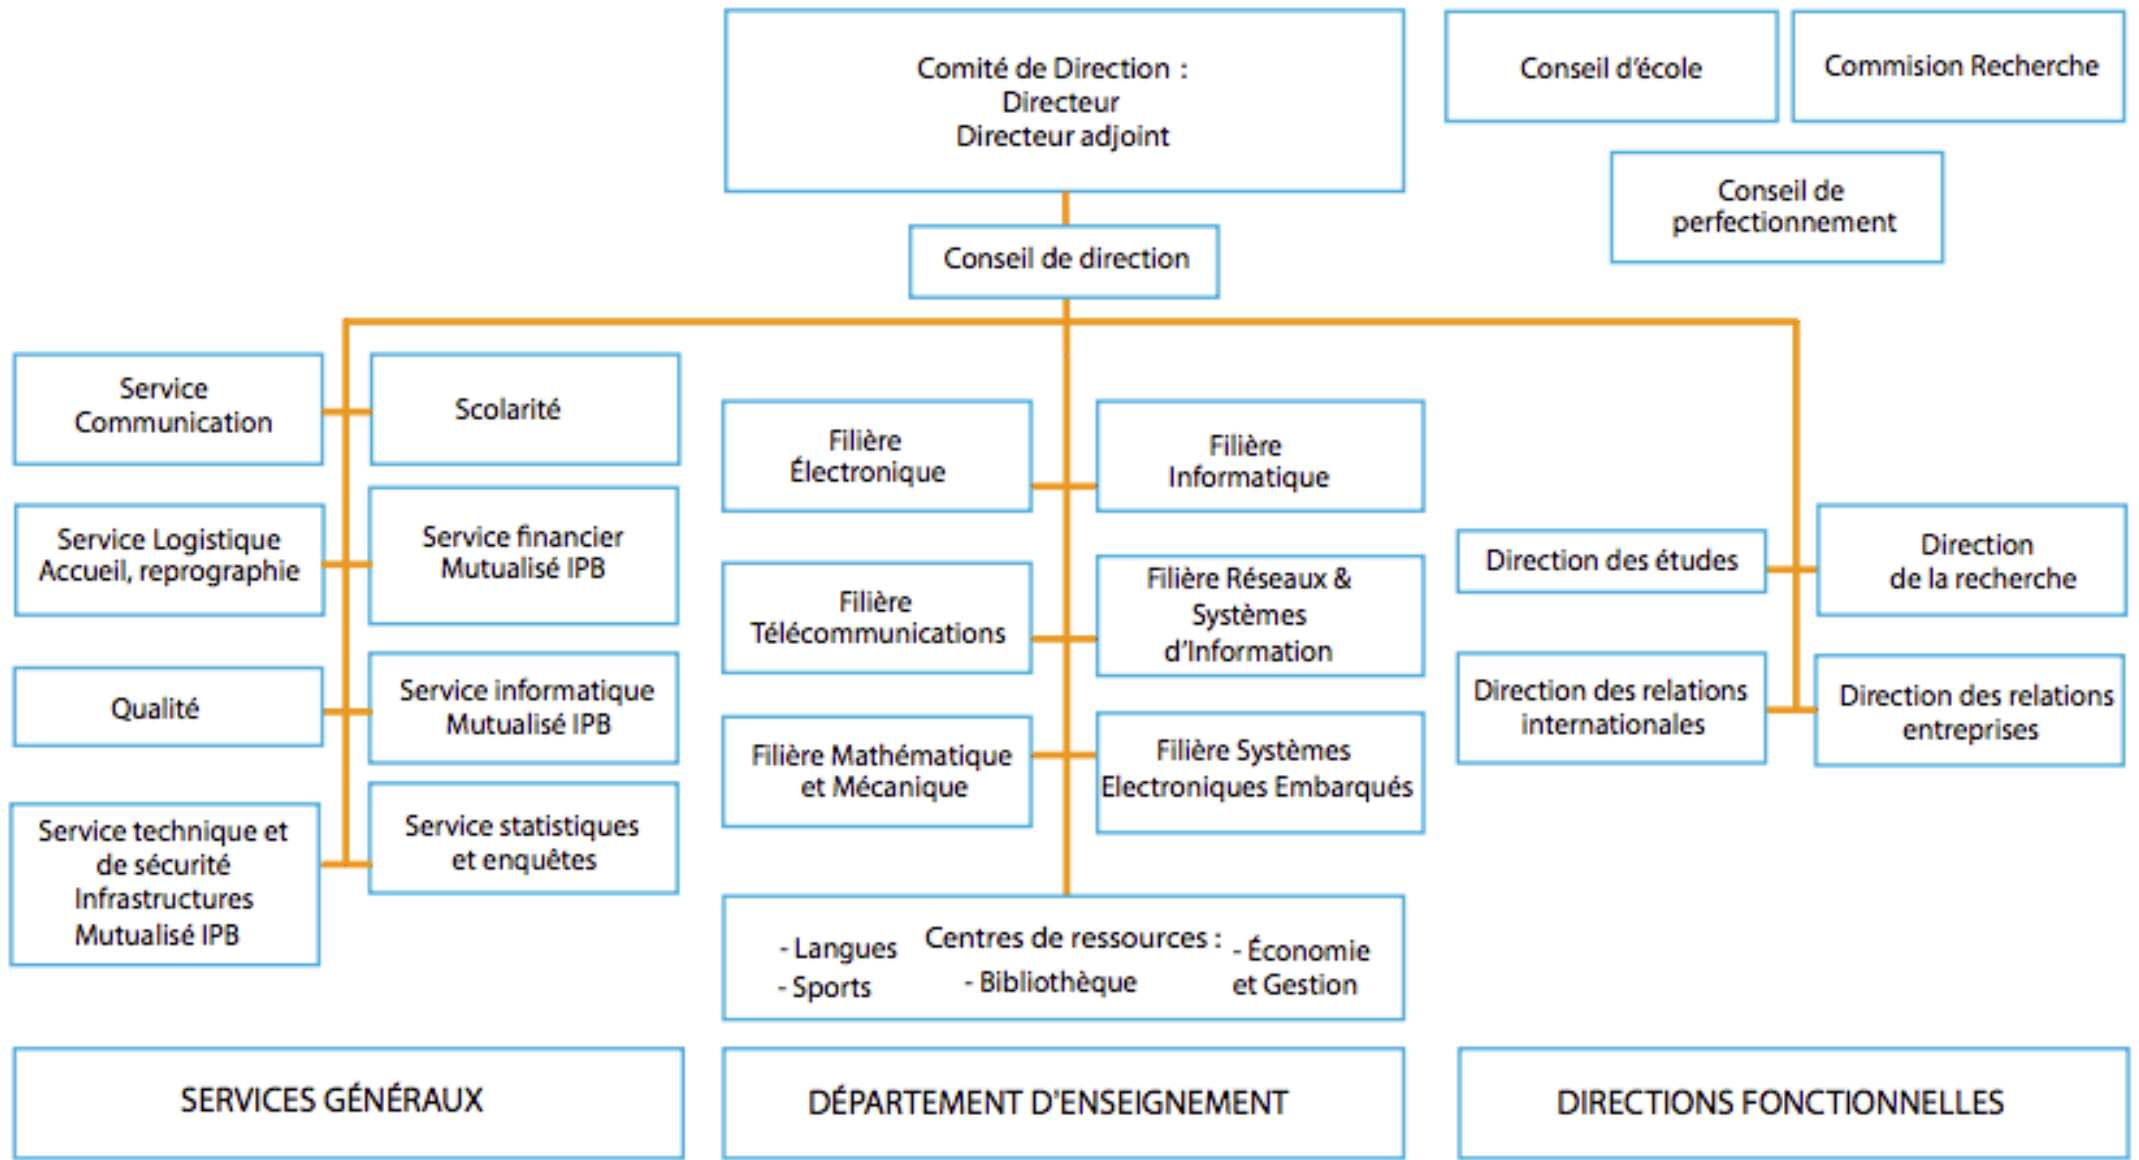 Comité de Direction :
Directeur
Directeur adjoint
Conseil d'école
Commision Recherche
Conseil de
perfectionnement
Conseil de direction
Service
Communication
Scolarité
Service Logistique
Accueil, reprographie
Service financier
Mutualisé IPB
Qualité
Service informatique
Mutualisé IPB
Service technique et
de sécurité
Infrastructures
Mutualisé IPB
Service statistiques
et enquêtes
Filière
Électronique
Filière
Informatique
Filière
Télécommunications
Filière Réseaux &
Systèmes
d'Information
Filière Mathématique
et Mécanique
Filière Systèmes
Electroniques Embarqués
Centres de ressources :
- Langues
- Sports
- Bibliothèque
- Économie
et Gestion
Direction des études
Direction
de la recherche
Direction des relations
internationales
Direction des relations
entreprises
SERVICES GÉNÉRAUX
DÉPARTEMENT D'ENSEIGNEMENT
DIRECTIONS FONCTIONNELLES